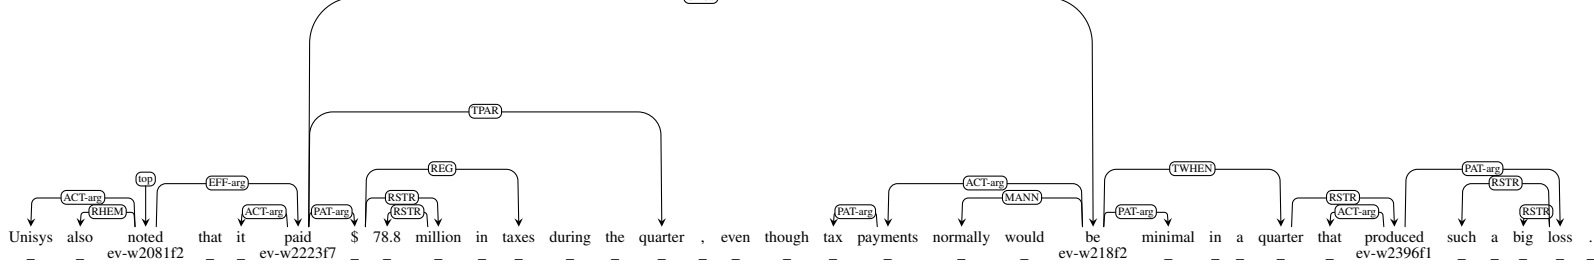 TPAR
REG TWHEN PAT-arg
top EFF-arg ACT-arg RSTR
ACT-arg RSTR MANN RSTR
RHEM ACT-arg PAT-arg RSTR PAT-arg PAT-arg ACT-arg RSTR
Unisys also noted that it paid $ 78.8 million in taxes during the quarter , even though tax payments normally would be minimal in a quarter that produced such a big loss .
_ _ ev-w2081f2 _ _ ev-w2223f7 _ _ _ _ _ _ _ _ _ _ _ _ _ _ _ ev-w218f2 _ _ _ _ _ ev-w2396f1 _ _ _ _ _